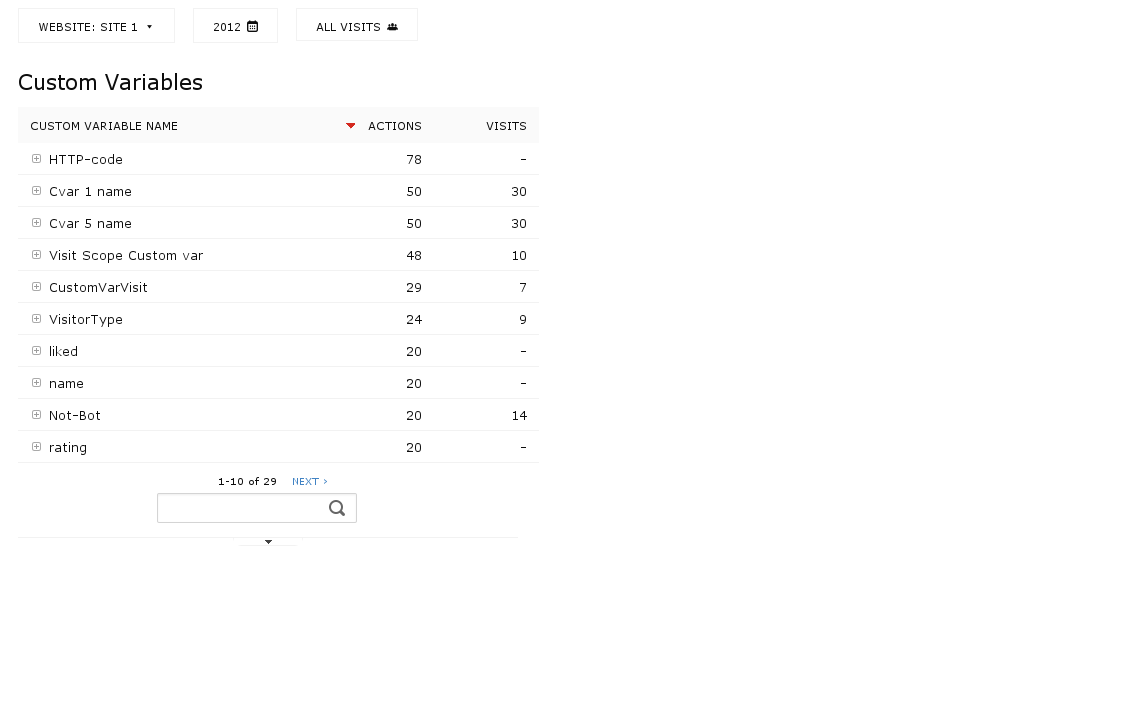 WEBSITE: SITE 1 2012 ALL VISITS
Custom Variables
CUSTOM VARIABLE NAME ACTIONS VISITS
HTTP-code 78 -
Cvar 1 name 50 30
Cvar 5 name 50 30
Visit Scope Custom var 48 10
CustomVarVisit 29 7
VisitorType 24 9
liked 20 -
name 20 -
Not-Bot 20 14
rating 20 -
1-10 of 29 NEXT ›